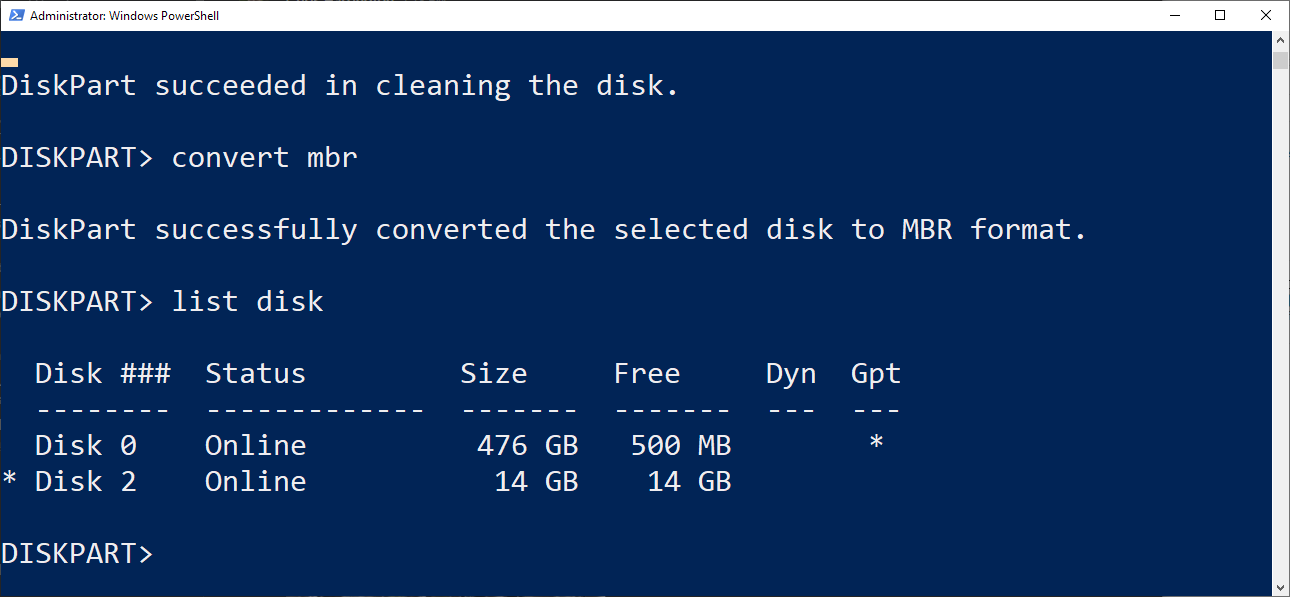 Administrator: Windows PowerShell
DiskPart succeeded in cleaning the disk.
DISKPART> convert mbr
DiskPart successfully converted the selected disk to MBR format.
DISKPART> list disk
  Disk ###  Status         Size     Free     Dyn  Gpt
  --------  -------------  -------  -------  ---  ---
  Disk 0    Online          476 GB   500 MB        *
* Disk 2    Online           14 GB    14 GB
DISKPART>